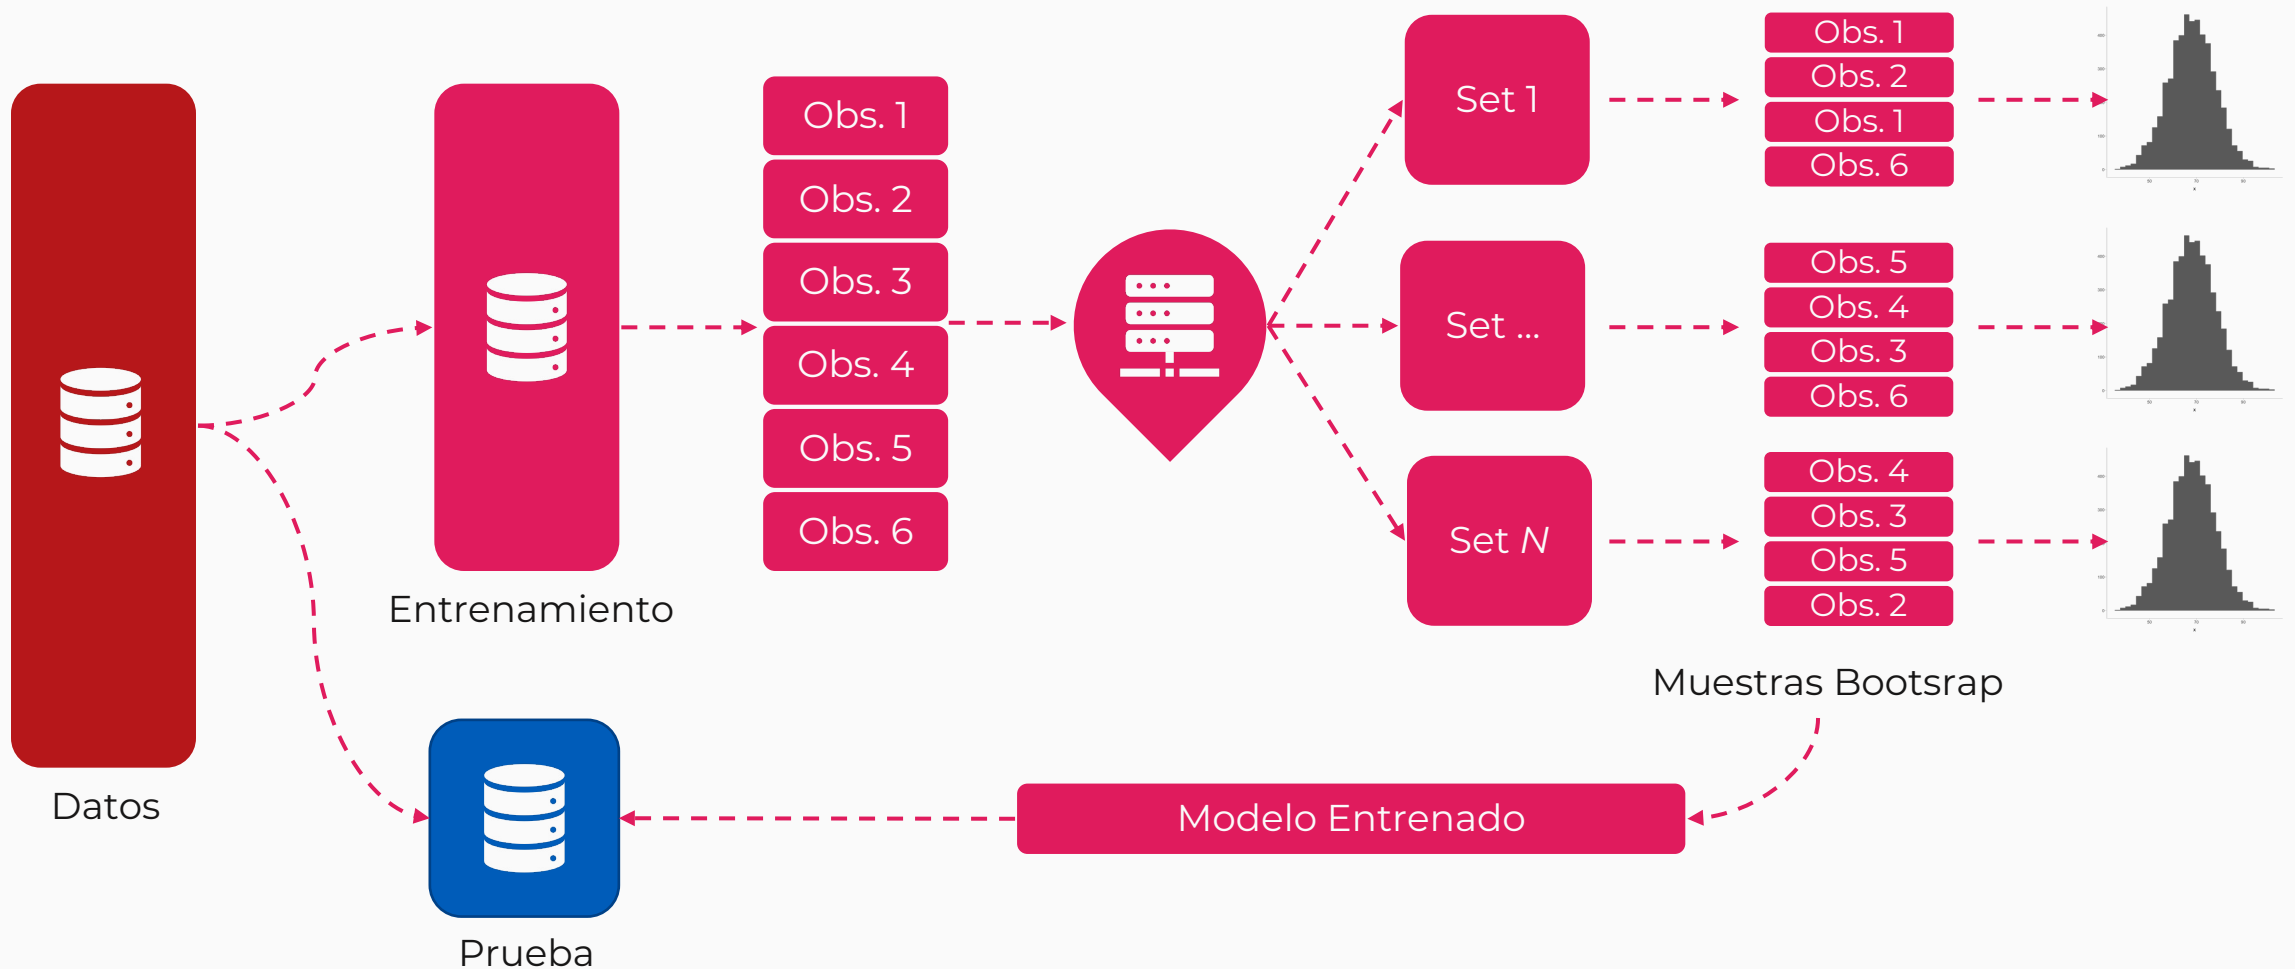 Datos
Entrenamiento
Prueba
Obs. 1
Obs. 2
Obs. 3
Obs. 4
Obs. 5
Obs. 6
Set 1
Set ...
Set N
Obs. 1
Obs. 2
Obs. 1
Obs. 6
Obs. 5
Obs. 4
Obs. 3
Obs. 6
Obs. 4
Obs. 3
Obs. 5
Obs. 2
Muestras Bootsrap
Modelo Entrenado